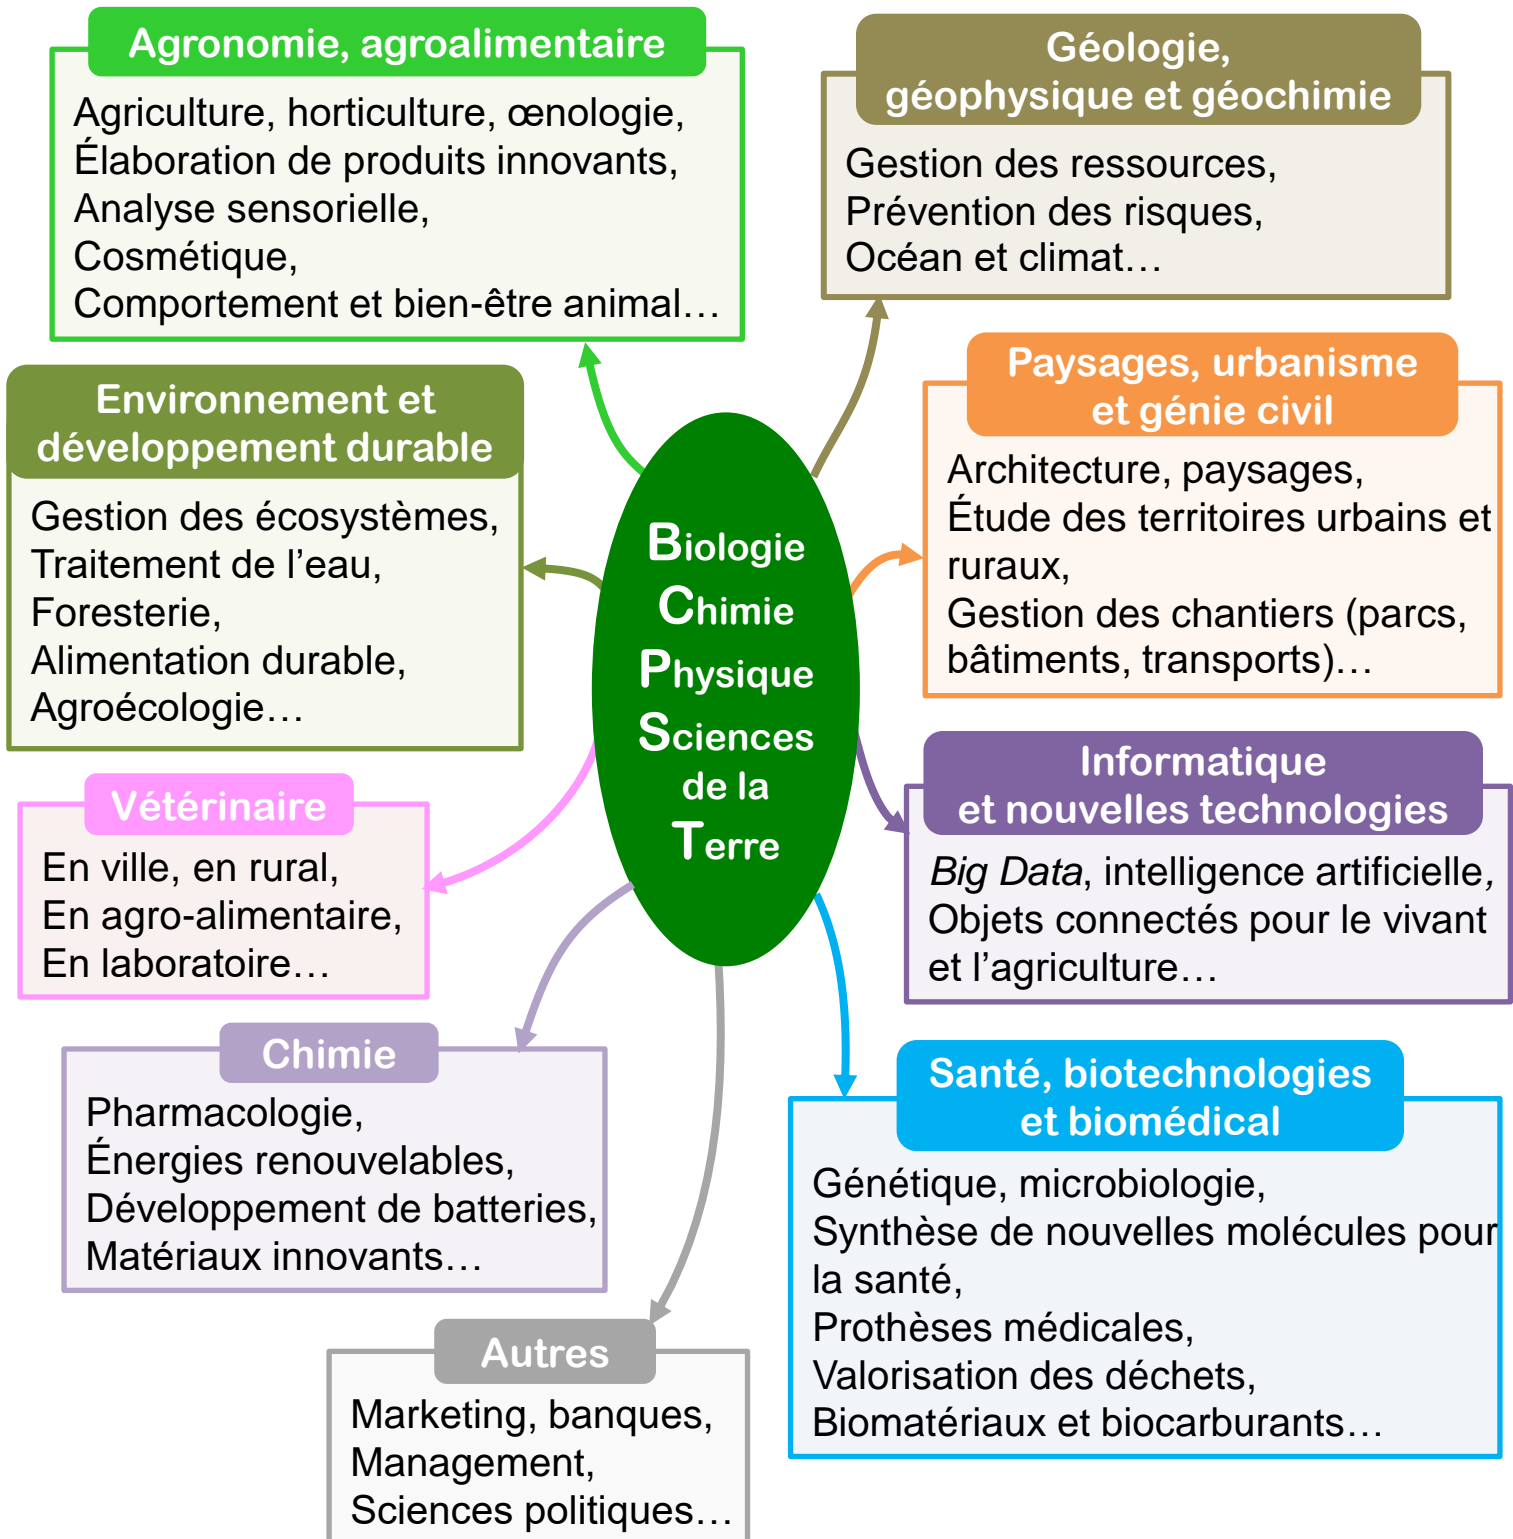 Agronomie, agroalimentaire
Agriculture, horticulture, œnologie,
Élaboration de produits innovants,
Analyse sensorielle,
Cosmétique,
Comportement et bien-être animal…
Géologie,
géophysique et géochimie
Gestion des ressources,
Prévention des risques,
Océan et climat…
Environnement et
développement durable
Gestion des écosystèmes,
Traitement de l’eau,
Foresterie,
Alimentation durable,
Agroécologie…
Paysages, urbanisme
et génie civil
Architecture, paysages,
Étude des territoires urbains et
ruraux,
Gestion des chantiers (parcs,
bâtiments, transports)…
Biologie
Chimie
Physique
Sciences
de la
Terre
Vétérinaire
En ville, en rural,
En agro-alimentaire,
En laboratoire…
Informatique
et nouvelles technologies
Big Data, intelligence artificielle,
Objets connectés pour le vivant
et l’agriculture…
Chimie
Pharmacologie,
Énergies renouvelables,
Développement de batteries,
Matériaux innovants…
Santé, biotechnologies
et biomédical
Génétique, microbiologie,
Synthèse de nouvelles molécules pour
la santé,
Prothèses médicales,
Valorisation des déchets,
Biomatériaux et biocarburants…
Autres
Marketing, banques,
Management,
Sciences politiques…